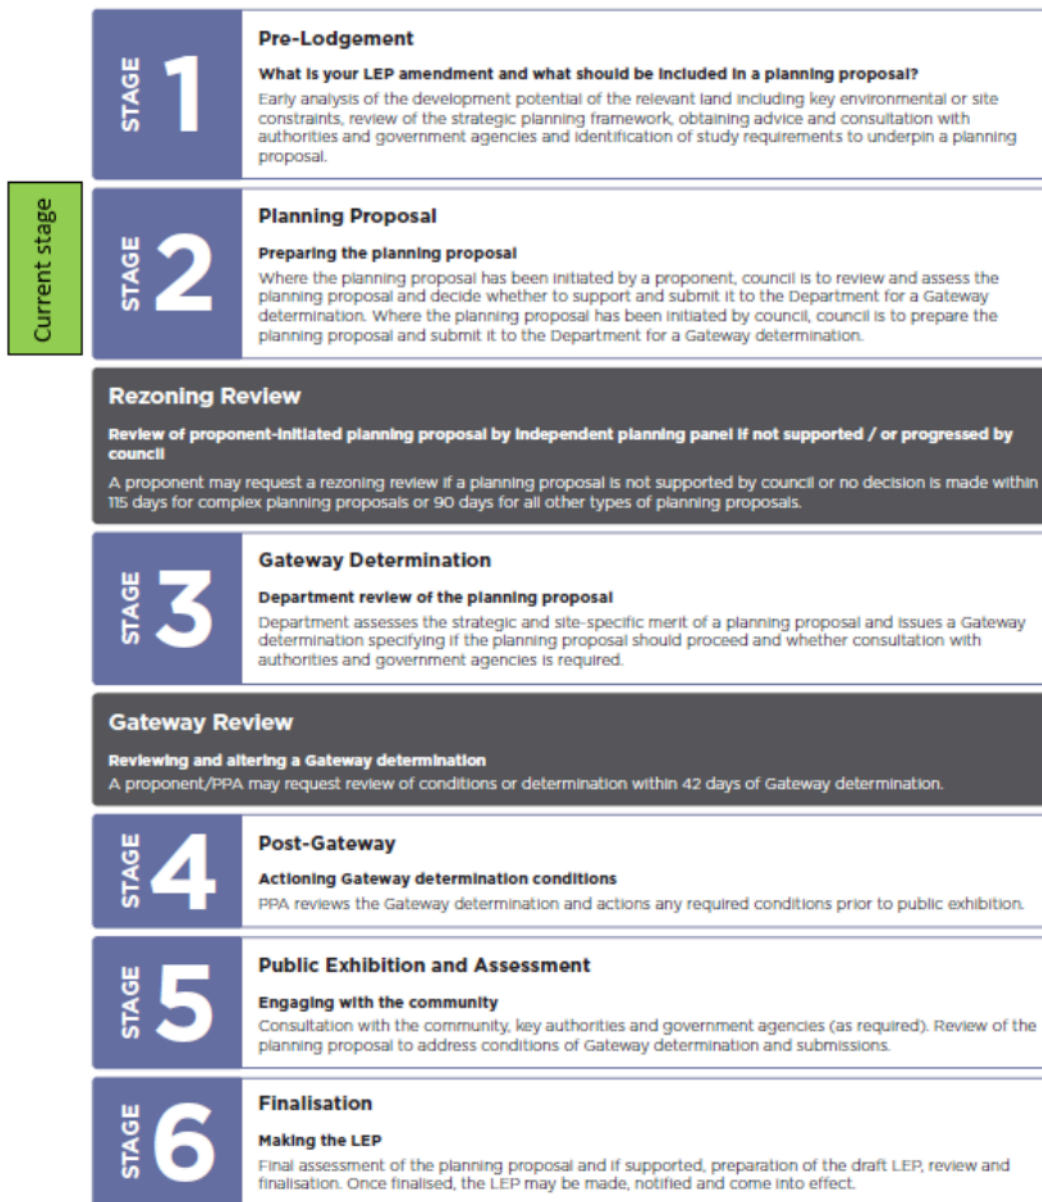 STAGE 1
Pre-Lodgement
What is your LEP amendment and what should be included in a planning proposal?
Early analysis of the development potential of the relevant land including key environmental or site
constraints, review of the strategic planning framework, obtaining advice and consultation with
authorities and government agencies and identification of study requirements to underpin a planning
proposal.
Current stage
STAGE 2
Planning Proposal
Preparing the planning proposal
Where the planning proposal has been initiated by a proponent, council is to review and assess the
planning proposal and decide whether to support and submit it to the Department for a Gateway
determination. Where the planning proposal has been initiated by council, council is to prepare the
planning proposal and submit it to the Department for a Gateway determination.
Rezoning Review
Review of proponent-initiated planning proposal by independent planning panel if not supported / or progressed by
council
A proponent may request a rezoning review if a planning proposal is not supported by council or no decision is made within
115 days for complex planning proposals or 90 days for all other types of planning proposals.
STAGE 3
Gateway Determination
Department review of the planning proposal
Department assesses the strategic and site-specific merit of a planning proposal and issues a Gateway
determination specifying if the planning proposal should proceed and whether consultation with
authorities and government agencies is required.
Gateway Review
Reviewing and altering a Gateway determination
A proponent/PPA may request review of conditions or determination within 42 days of Gateway determination.
STAGE 4
Post-Gateway
Actioning Gateway determination conditions
PPA reviews the Gateway determination and actions any required conditions prior to public exhibition.
STAGE 5
Public Exhibition and Assessment
Engaging with the community
Consultation with the community, key authorities and government agencies (as required). Review of the
planning proposal to address conditions of Gateway determination and submissions.
STAGE 6
Finalisation
Making the LEP
Final assessment of the planning proposal and if supported, preparation of the draft LEP, review and
finalisation. Once finalised, the LEP may be made, notified and come into effect.